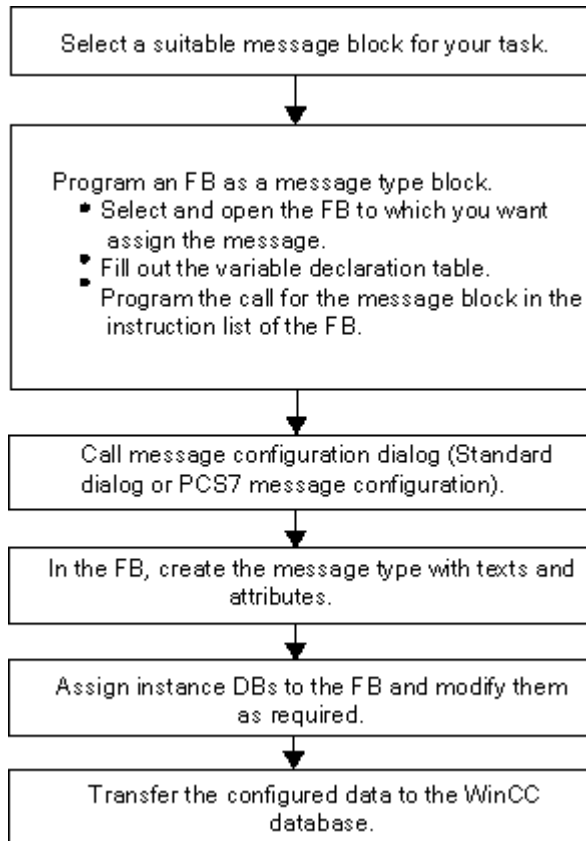 Select a suitable message block for your task.
Program an FB as a message type block.
• Select and open the FB to which you want
assign the message.
• Fill out the variable declaration table.
• Program the call for the message block in the
instruction list of the FB.
Call message configuration dialog (Standard
dialog or PCS7 message configuration).
In the FB, create the message type with texts and
attributes.
Assign instance DBs to the FB and modify them
as required.
Transfer the configured data to the WinCC
database.